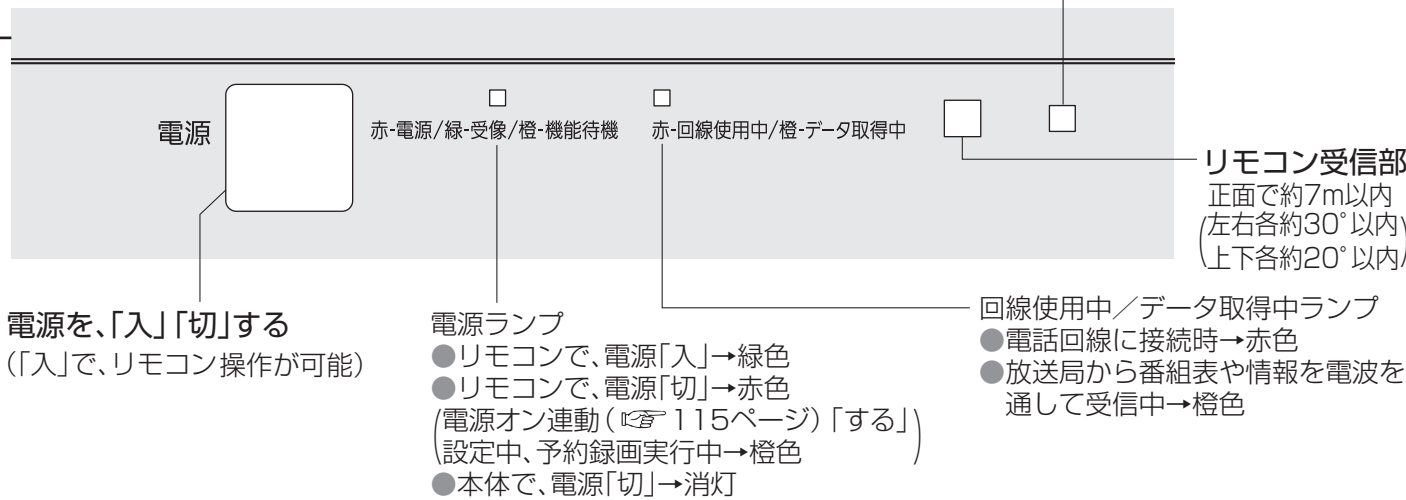 電源
赤-電源/緑-受像/橙-機能待機
赤-回線使用中/橙-データ取得中
リモコン受信部
正面で約7m以内
(左右各約30°以内
上下各約20°以内)
電源を、「入」「切」する
(「入」で、リモコン操作が可能)
電源ランプ
●リモコンで、電源「入」→緑色
●リモコンで、電源「切」→赤色
(電源オン連動(☞115ページ)「する」
設定中、予約録画実行中→橙色)
●本体で、電源「切」→消灯
回線使用中/データ取得中ランプ
●電話回線に接続時→赤色
●放送局から番組表や情報を電波を
通して受信中→橙色